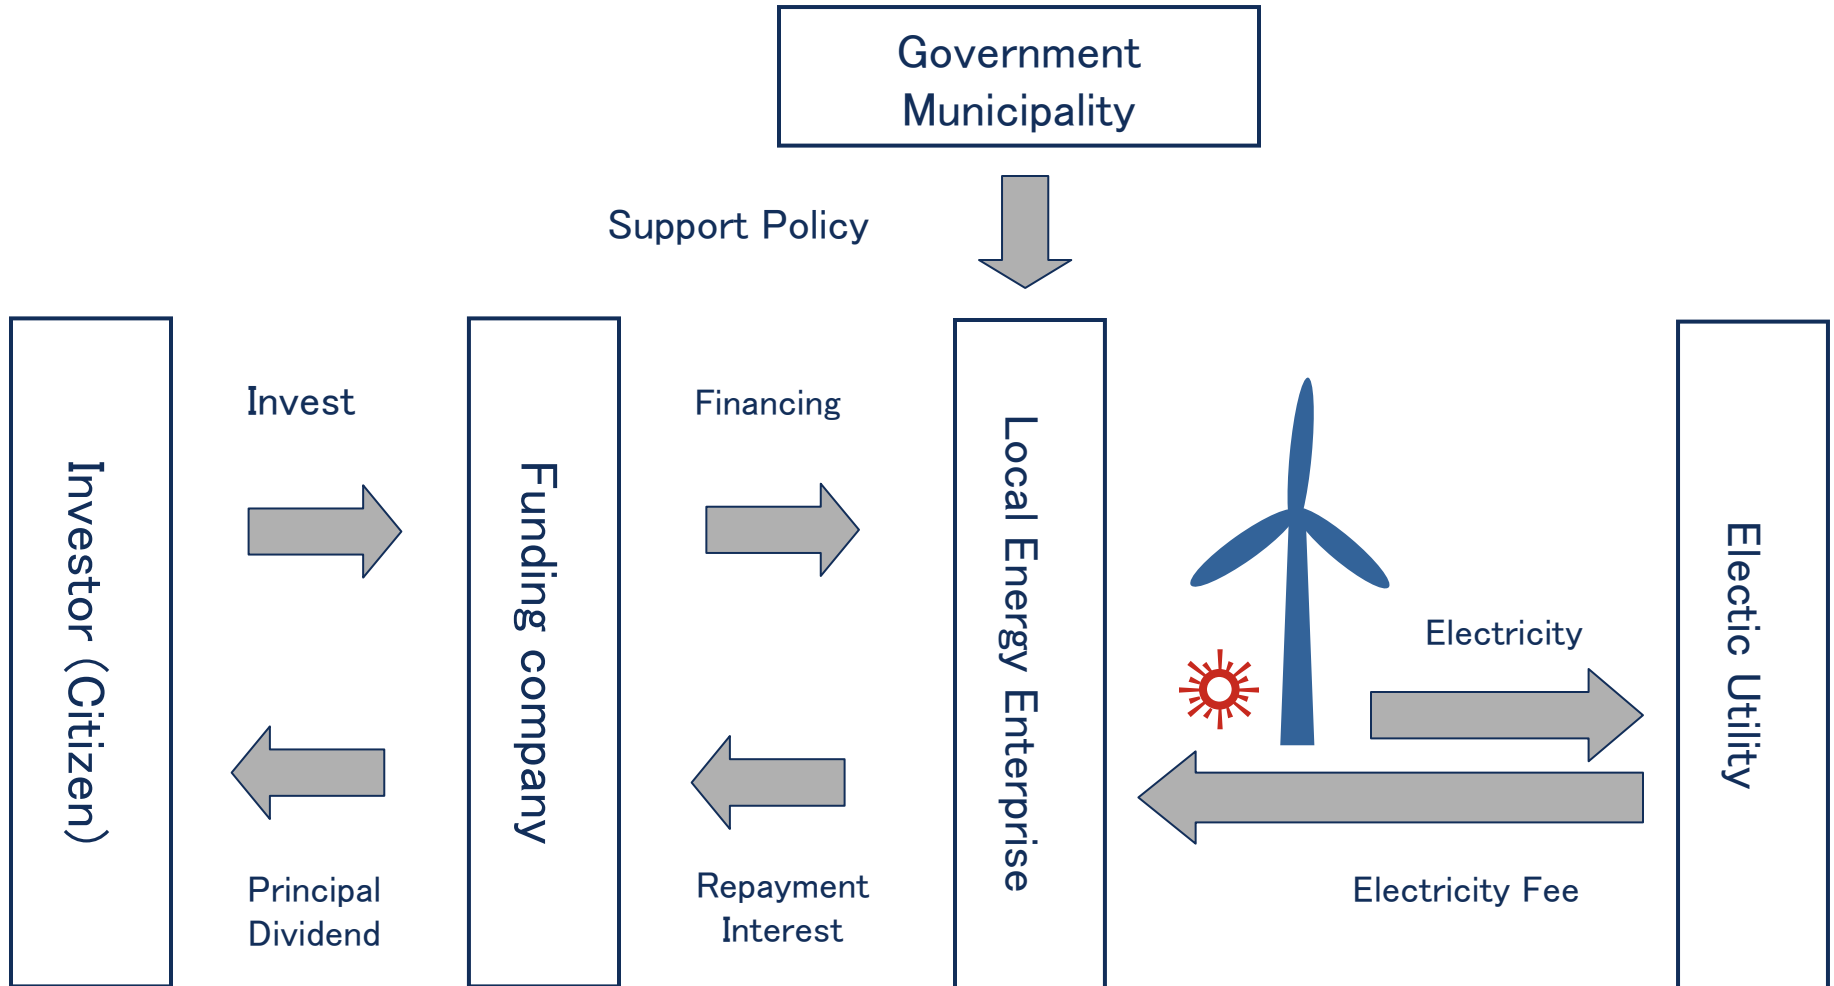 Government
Municipality
Support Policy
Investor (Citizen)
Invest
Principal
Dividend
Funding company
Financing
Repayment
Interest
Local Energy Enterprise
Electricity
Electricity Fee
Electic Utility